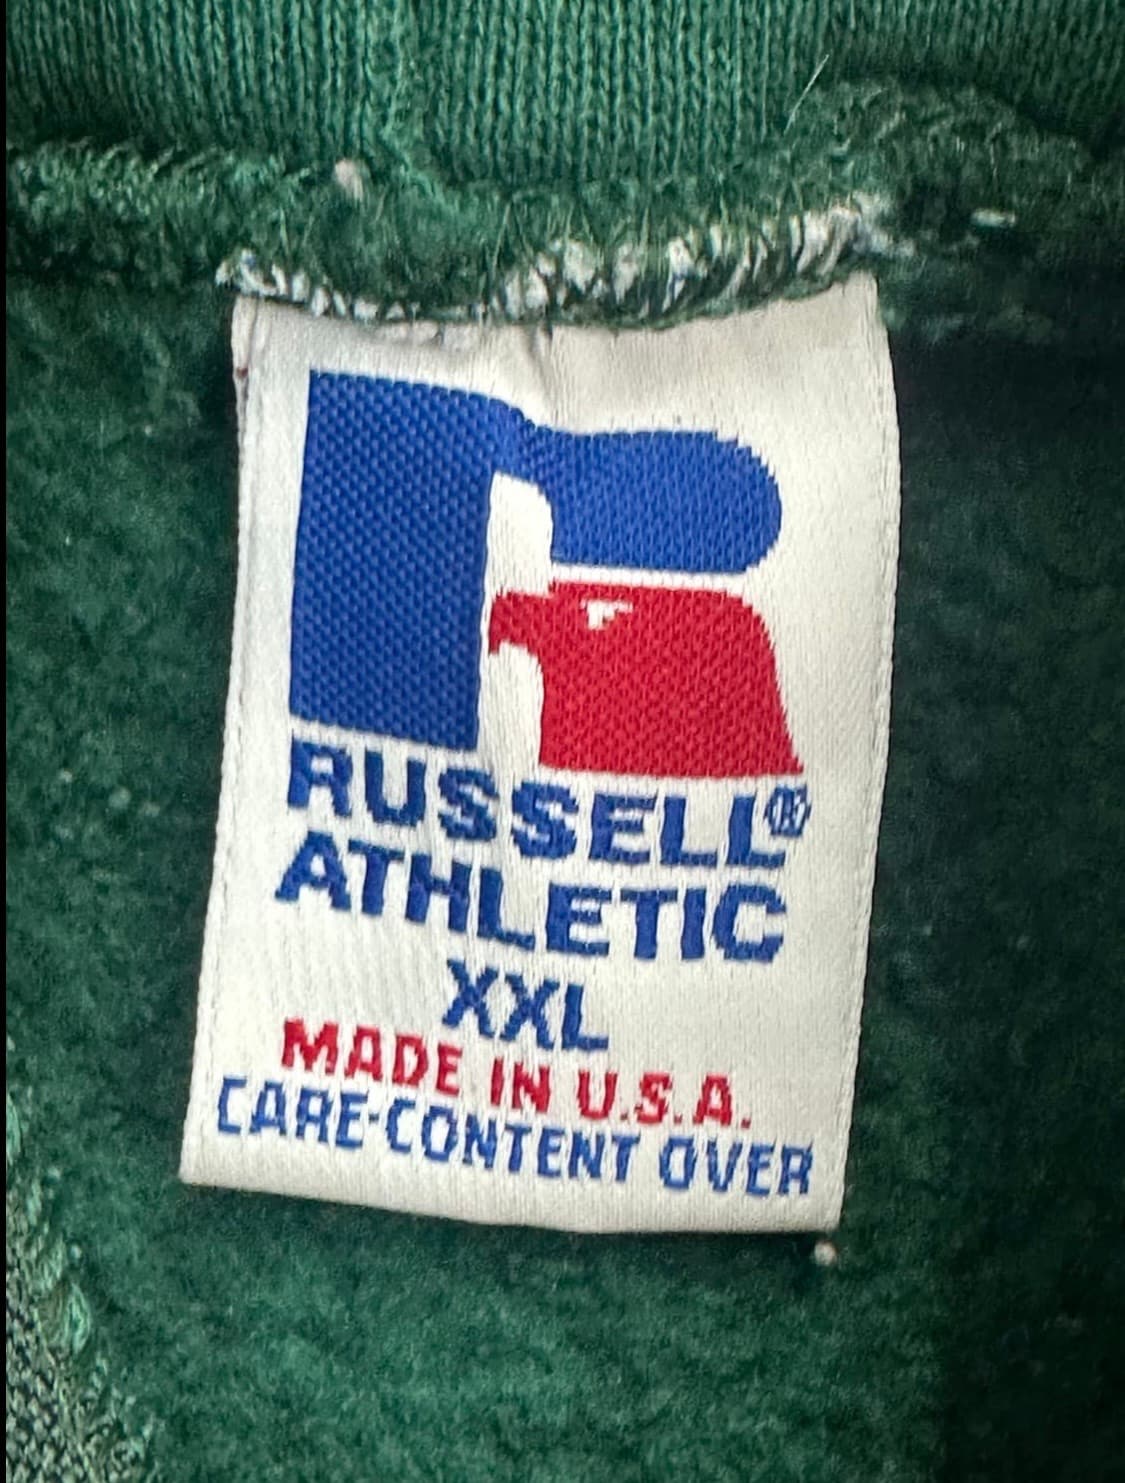 RUSSELL®
ATHLETIC
XXL
MADE IN U.S.A.
CARE-CONTENT OVER